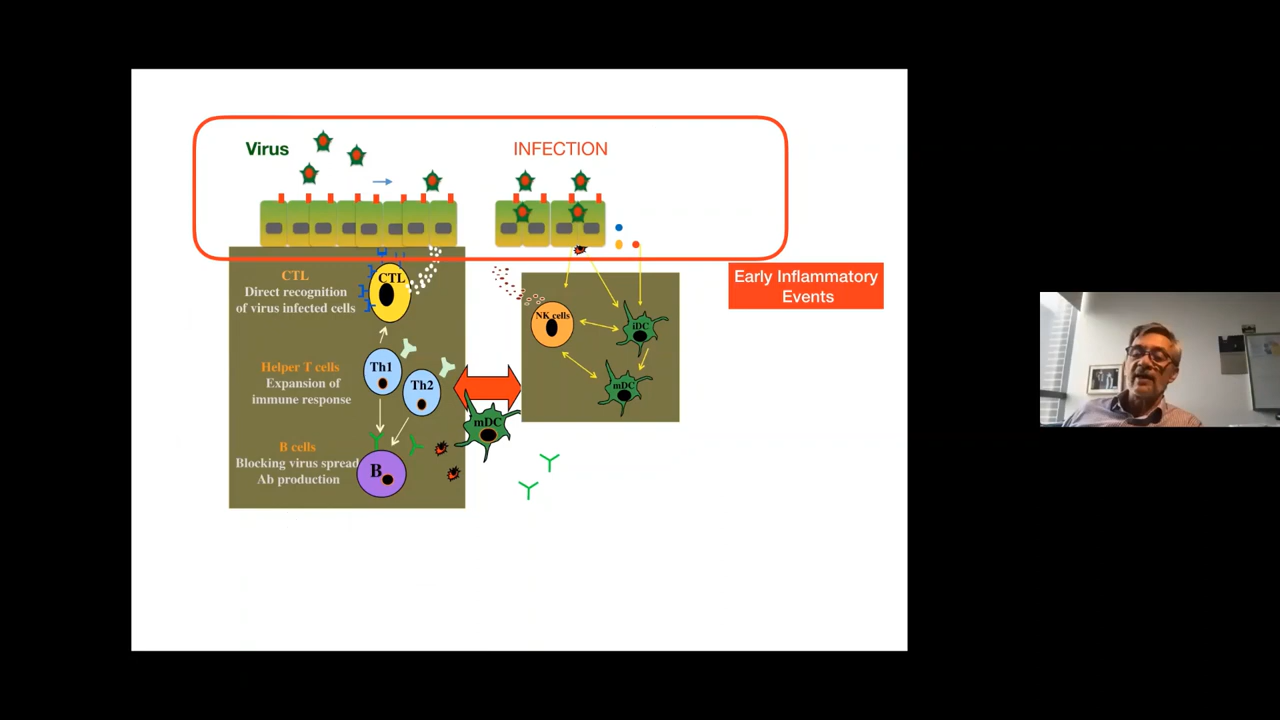 Virus
INFECTION
CTL
Direct recognition
of virus infected cells
CTL
Early Inflammatory
Events
NK cells
iDC
mDC
Helper T cells
Expansion of
immune response
Th1
Th2
mDC
B cells
Blocking virus spread
Ab production
B